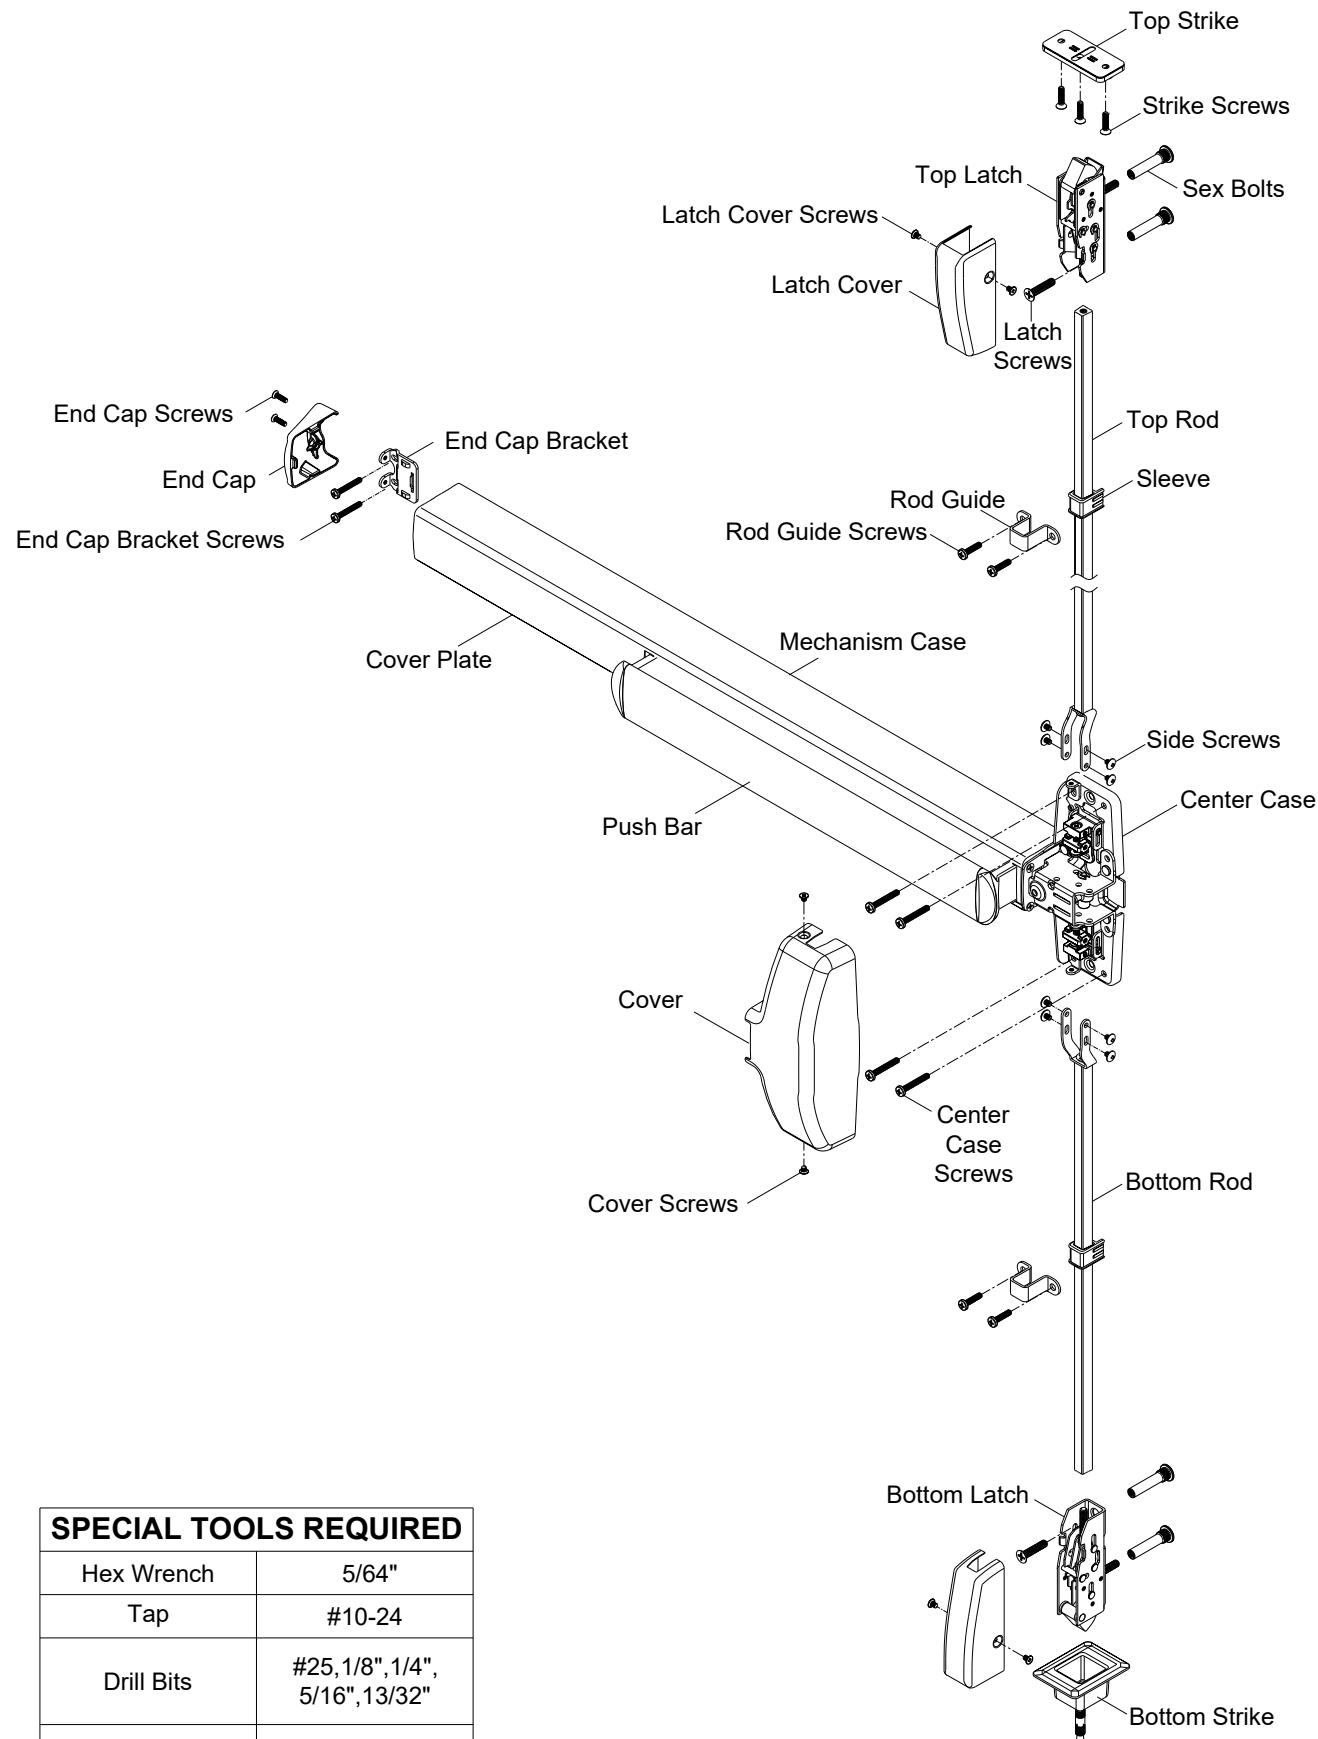 Top Strike
Strike Screws
Top Latch
Sex Bolts
Latch Cover Screws
Latch Cover
Latch
Screws
End Cap Screws
End Cap Bracket
Top Rod
End Cap
Sleeve
Rod Guide
End Cap Bracket Screws
Rod Guide Screws
Mechanism Case
Cover Plate
Side Screws
Center Case
Push Bar
Cover
Center
Case
Screws
Bottom Rod
Cover Screws
Bottom Latch
SPECIAL TOOLS REQUIRED
Hex Wrench 5/64"
Tap #10-24
Drill Bits #25,1/8",1/4",
5/16",13/32"
Bottom Strike